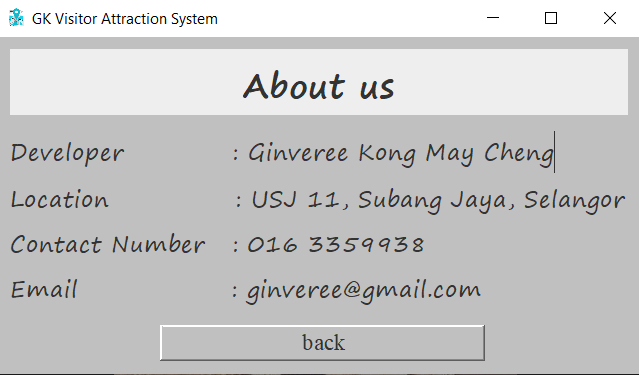 GK Visitor Attraction System
About us
Developer : Ginveree Kong May Cheng
Location : USJ 11, Subang Jaya, Selangor
Contact Number : 016 3359938
Email : ginveree@gmail.com
back